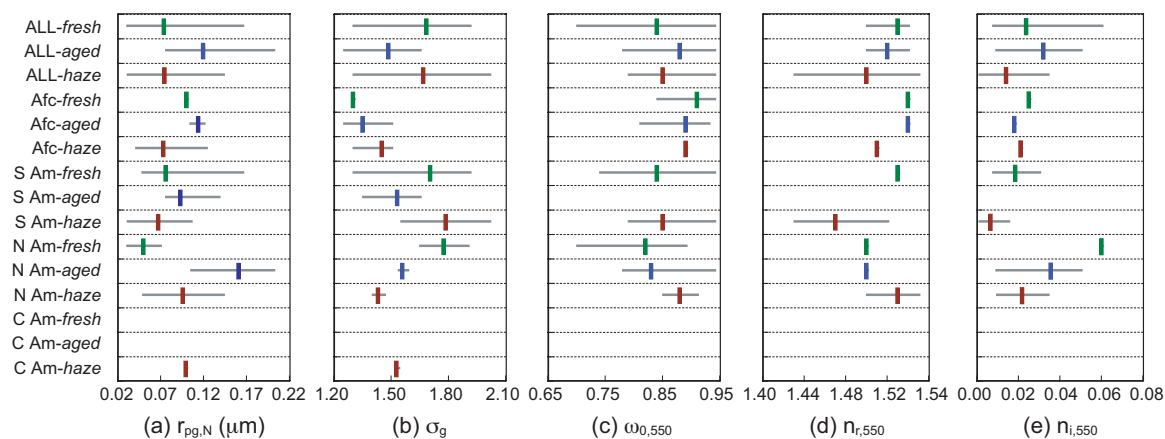 ALL-fresh
ALL-aged
ALL-haze
Afc-fresh
Afc-aged
Afc-haze
S Am-fresh
S Am-aged
S Am-haze
N Am-fresh
N Am-aged
N Am-haze
C Am-fresh
C Am-aged
C Am-haze
0.02 0.07 0.12 0.17 0.22 1.20 1.50 1.80 2.10 0.65 0.75 0.85 0.95 1.40 1.48 1.54 1.54 0.00 0.02 0.04 0.06 0.08
(a) rpg,N (μm) (b) σg (c) ω0,550 (d) nr,550 (e) ni,550